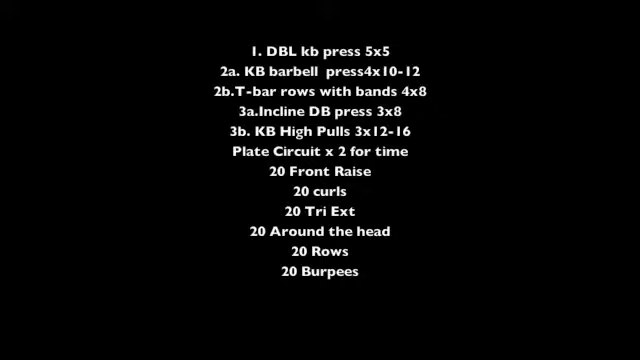 1. DBL kb press 5x5
2a. KB barbell  press4x10-12
2b.T-bar rows with bands 4x8
3a.Incline DB press 3x8
3b. KB High Pulls 3x12-16
Plate Circuit x 2 for time
20 Front Raise
20 curls
20 Tri Ext
20 Around the head
20 Rows
20 Burpees